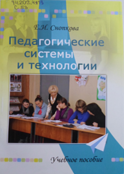 Педагогические
системы
и технологии
Учебное пособие